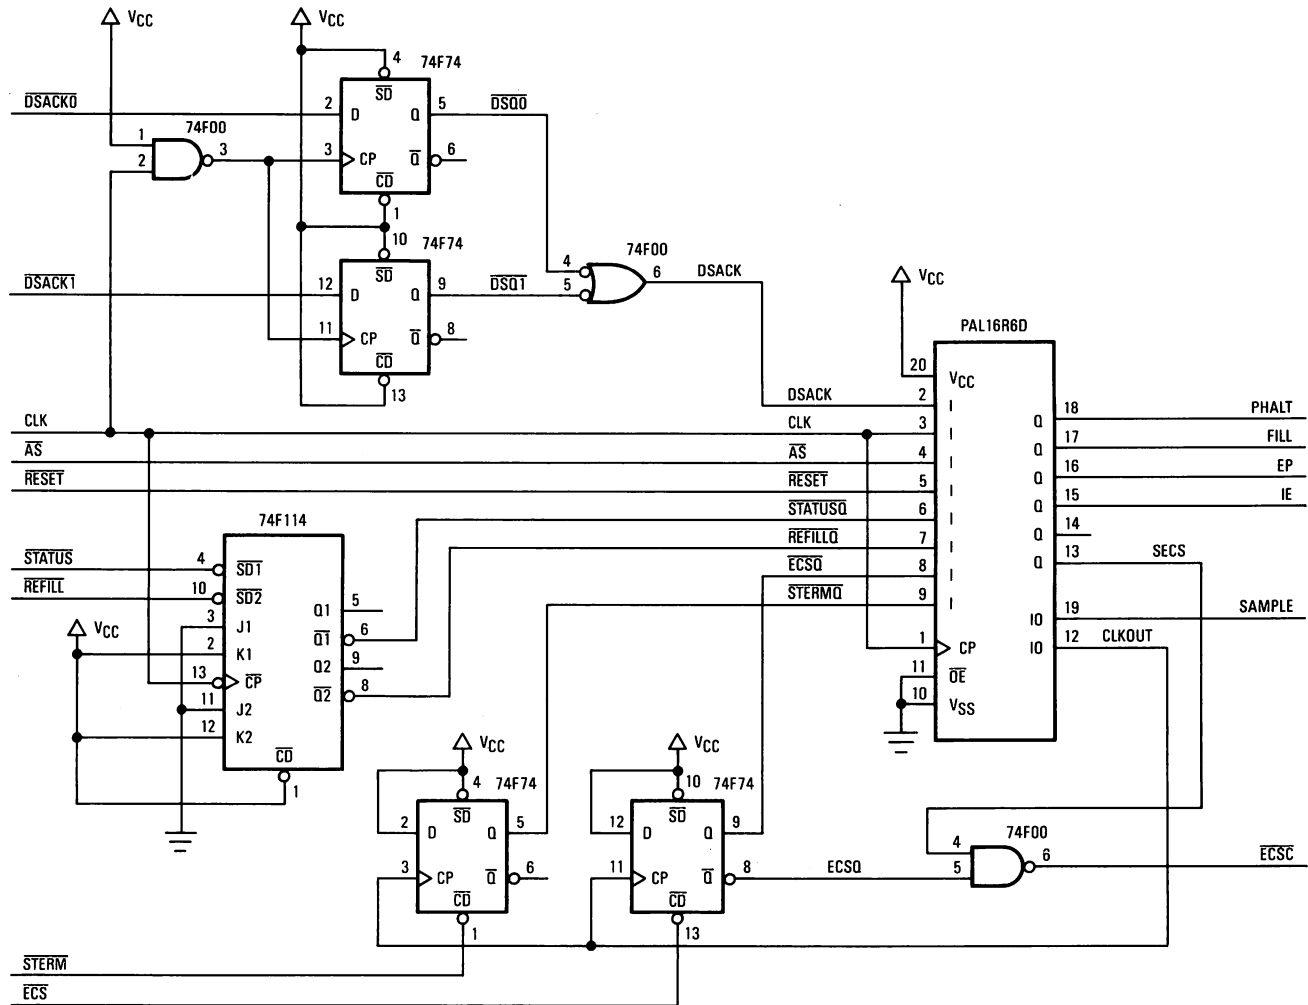 VCC
VCC
4
74F74
DSACK0
2
D
SD
Q
5
DSQ0
74F00
1
2
3
3
CP
Q
6
CD
1
10
74F74
DSACK1
12
D
SD
Q
9
DSQ1
11
CP
Q
8
CD
13
74F00
4
5
6
DSACK
VCC
PAL16R6D
20
VCC
DSACK
2
I
CLK
CLK
3
I
AS
AS
4
I
RESET
RESET
5
I
STATUSQ
6
I
REFILLQ
7
I
ECSQ
8
I
STERMQ
9
I
1
CP
11
OE
10
VSS
Q
18
PHALT
Q
17
FILL
Q
16
EP
Q
15
IE
Q
14
Q
13
SECS
IO
19
SAMPLE
IO
12
CLKOUT
74F114
STATUS
4
SD1
REFILL
10
SD2
VCC
3
J1
2
K1
13
CP
11
J2
12
K2
CD
1
Q1
5
Q1
6
Q2
9
Q2
8
VCC
4
74F74
2
D
SD
Q
5
3
CP
Q
6
CD
1
VCC
10
74F74
12
D
SD
Q
9
11
CP
Q
8
ECSQ
CD
13
74F00
4
5
6
ECSC
STERM
ECS